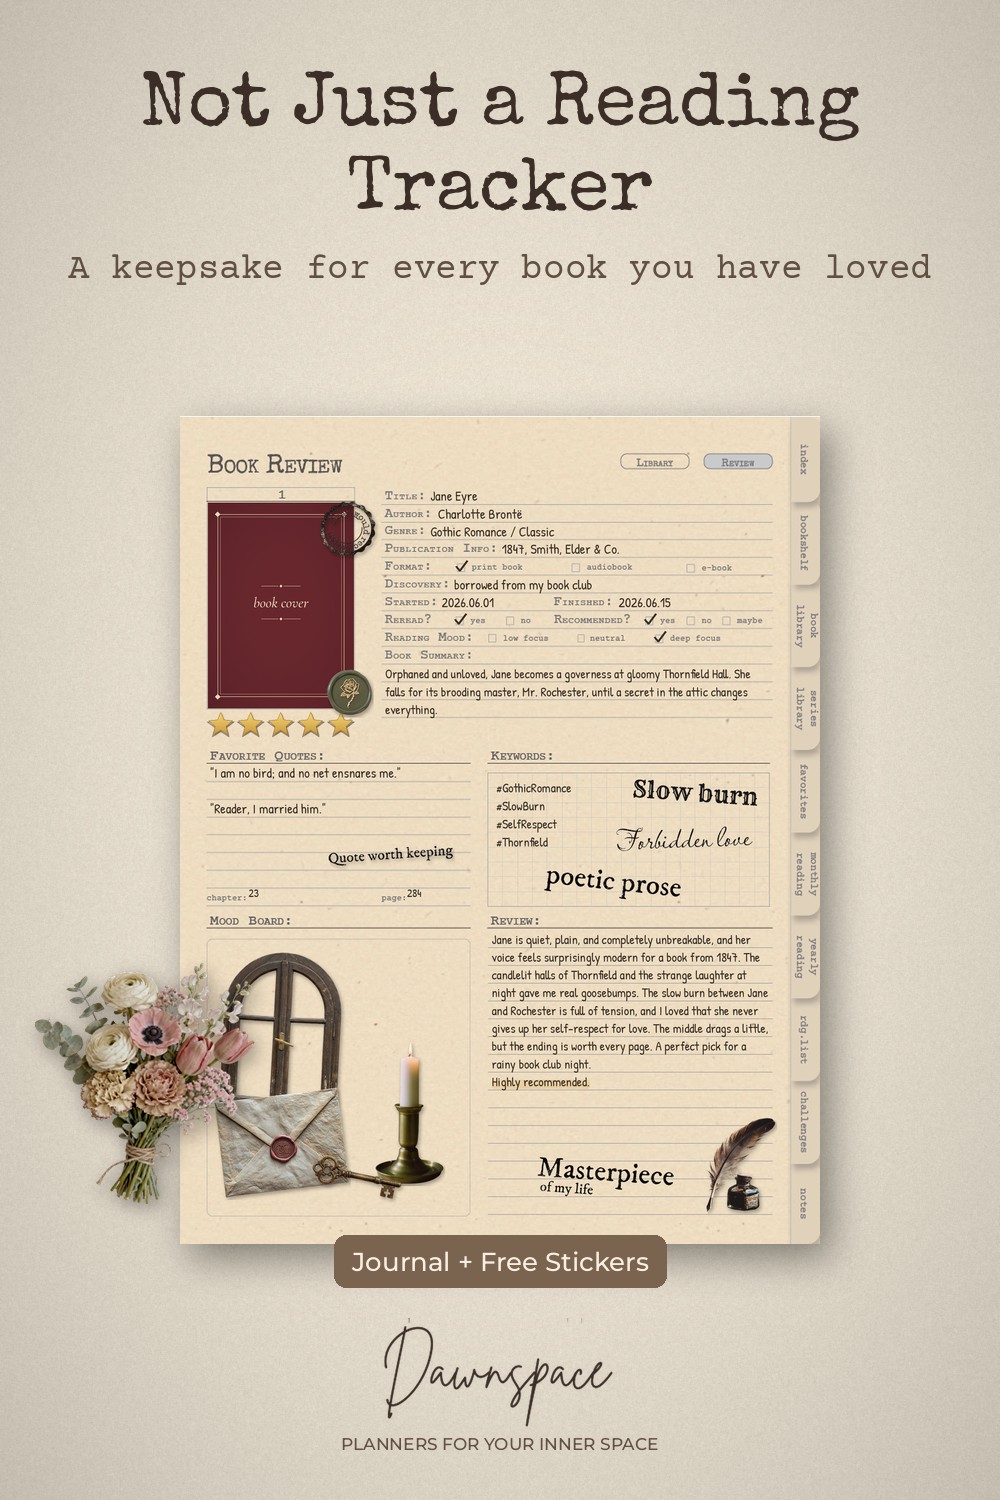 Not Just a Reading
Tracker
A keepsake for every book you have loved
Book Review
Library
Review
1
book cover
Title: Jane Eyre
Author: Charlotte Brontë
Genre: Gothic Romance / Classic
Publication Info: 1847, Smith, Elder & Co.
Format: print book audiobook e-book
Discovery: borrowed from my book club
Started: 2026.06.01 Finished: 2026.06.15
Reread? yes no Recommended? yes no maybe
Reading Mood: low focus neutral deep focus
Book Summary:
Orphaned and unloved, Jane becomes a governess at gloomy Thornfield Hall. She
falls for its brooding master, Mr. Rochester, until a secret in the attic changes
everything.
Favorite Quotes:
"I am no bird; and no net ensnares me."
"Reader, I married him."
Quote worth keeping
chapter: 23 page: 284
Keywords:
#GothicRomance
#SlowBurn
#SelfRespect
#Thornfield
Slow burn
Forbidden love
poetic prose
Mood Board:
Review:
Jane is quiet, plain, and completely unbreakable, and her
voice feels surprisingly modern for a book from 1847. The
candlelit halls of Thornfield and the strange laughter at
night gave me real goosebumps. The slow burn between Jane
and Rochester is full of tension, and I loved that she never
gives up her self-respect for love. The middle drags a little,
but the ending is worth every page. A perfect pick for a
rainy book club night.
Highly recommended.
Masterpiece
of my life
index
bookshelf
book
library
series
library
favorites
monthly
reading
yearly
reading
rdg.list
challenges
notes
Journal + Free Stickers
Dawnspace
PLANNERS FOR YOUR INNER SPACE